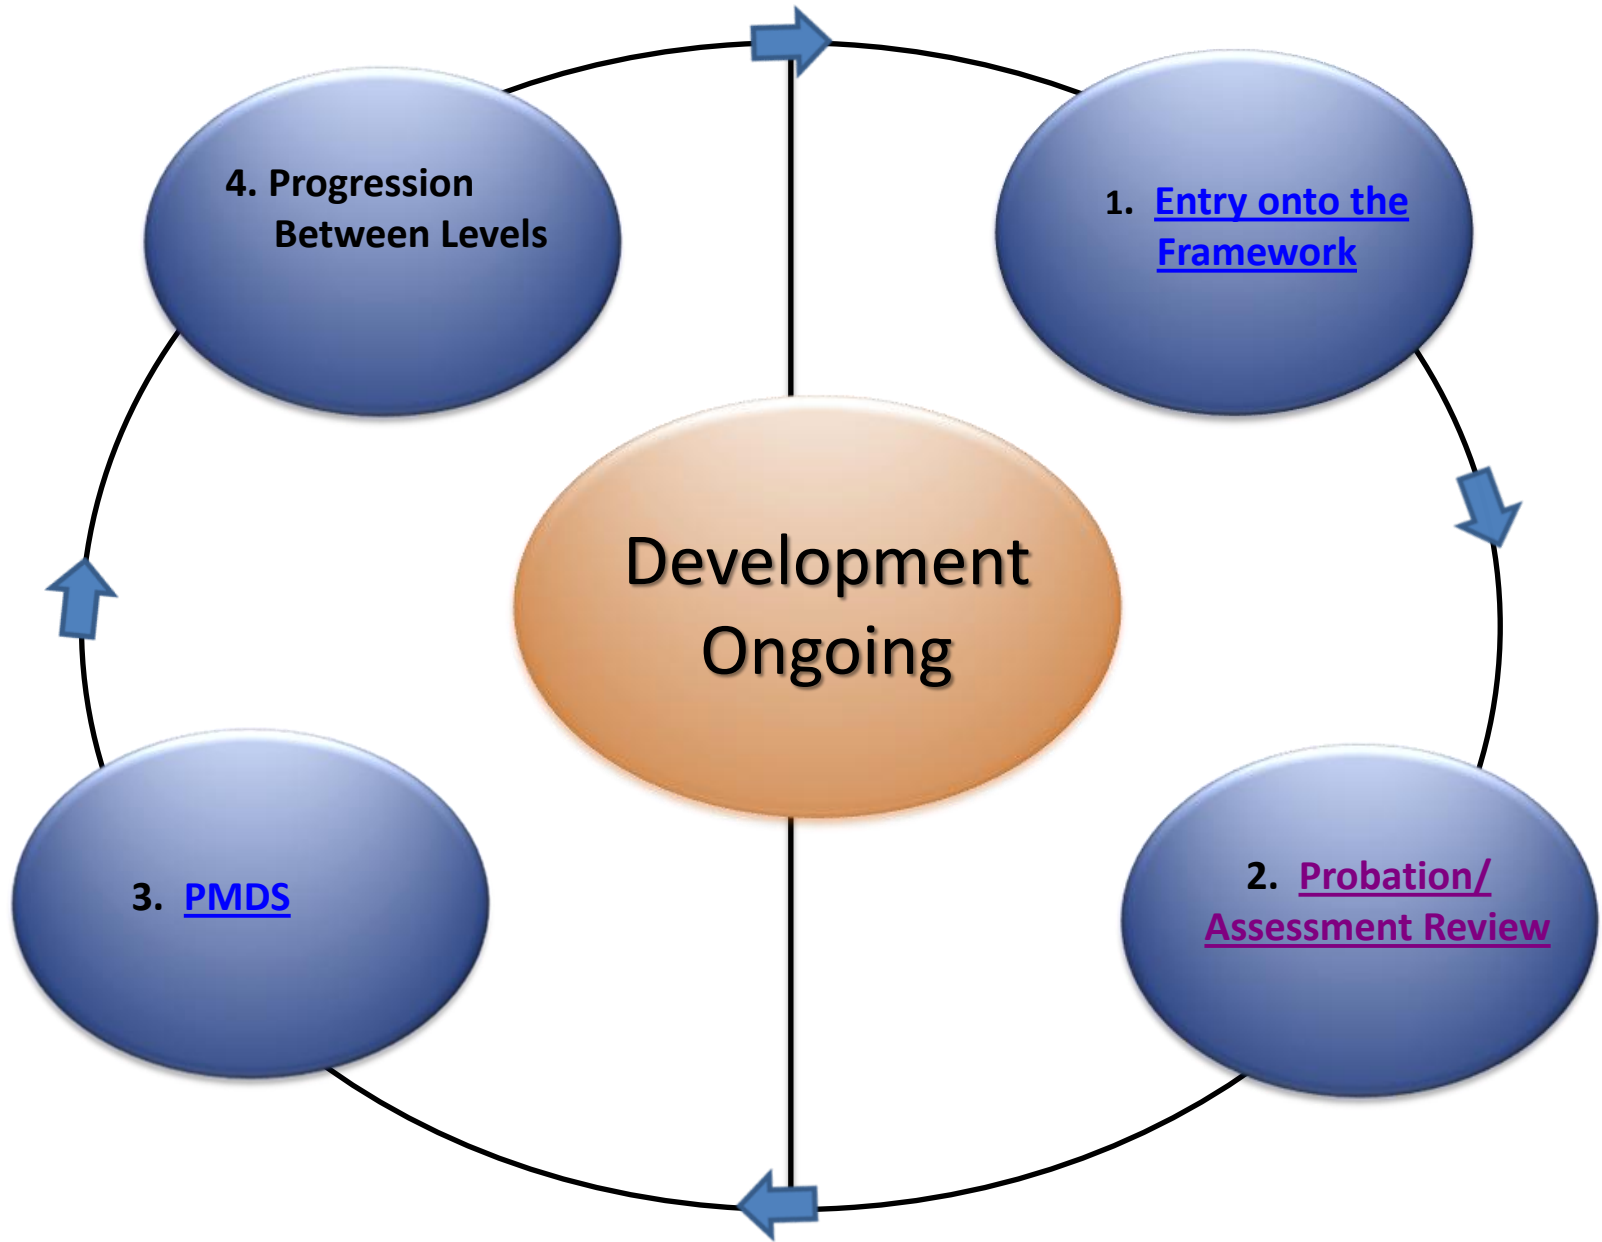 4. Progression
Between Levels
1. Entry onto the
Framework
Development
Ongoing
3. PMDS
2. Probation/
Assessment Review